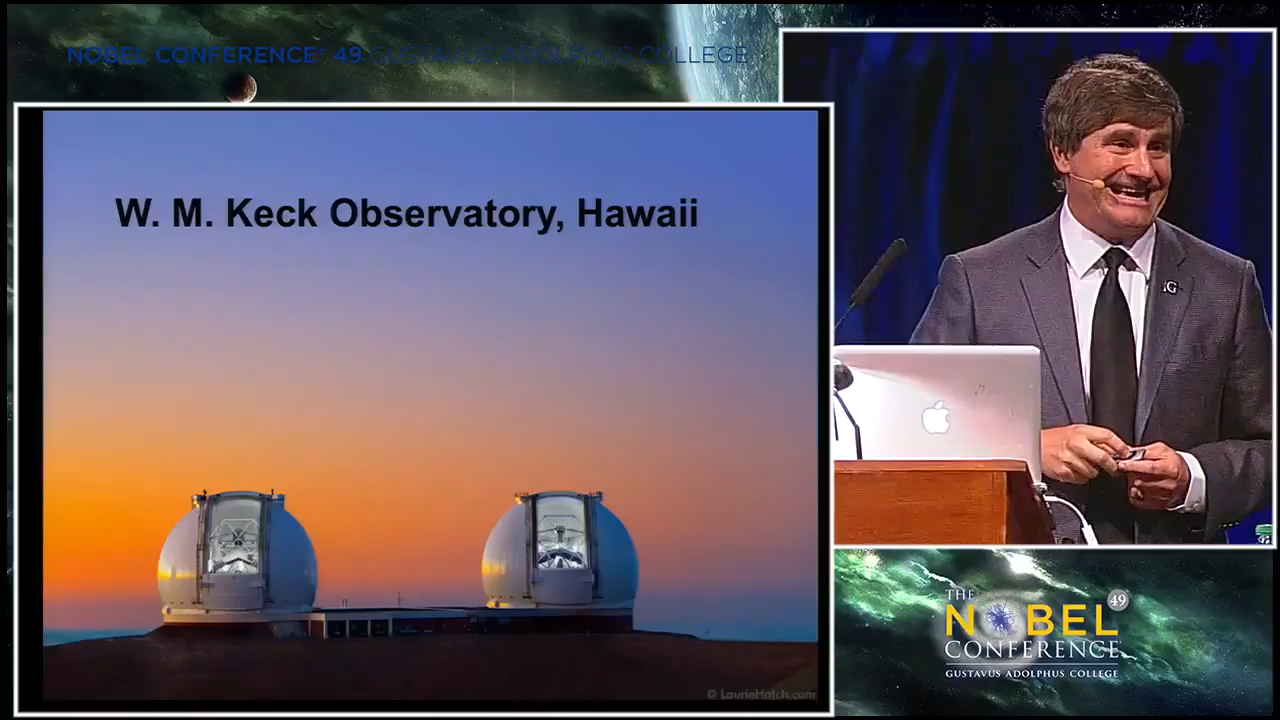 NOBEL CONFERENCE® 49 GUSTAVUS ADOLPHUS COLLEGE
W. M. Keck Observatory, Hawaii
© LaurieHatch.com
G
THE
NOBEL 49
CONFERENCE
GUSTAVUS ADOLPHUS COLLEGE